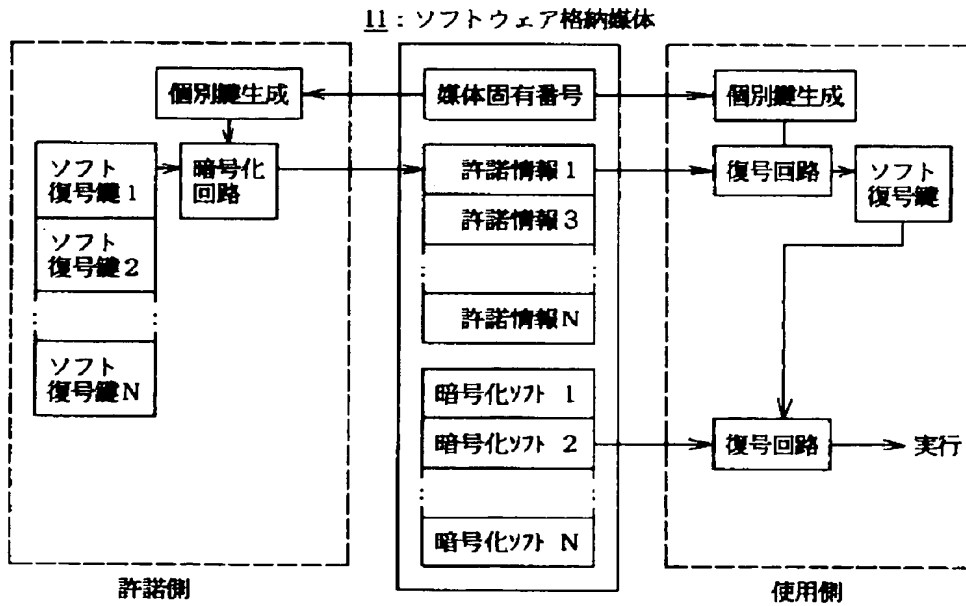 11：ソフトウェア格納媒体
個別鍵生成
ソフト
復号鍵1
暗号化
回路
ソフト
復号鍵2
ソフト
復号鍵N
許諾側
媒体固有番号
許諾情報1
許諾情報3
許諾情報N
暗号化ソフト 1
暗号化ソフト 2
暗号化ソフト N
個別鍵生成
復号回路
ソフト
復号鍵
復号回路
実行
使用側